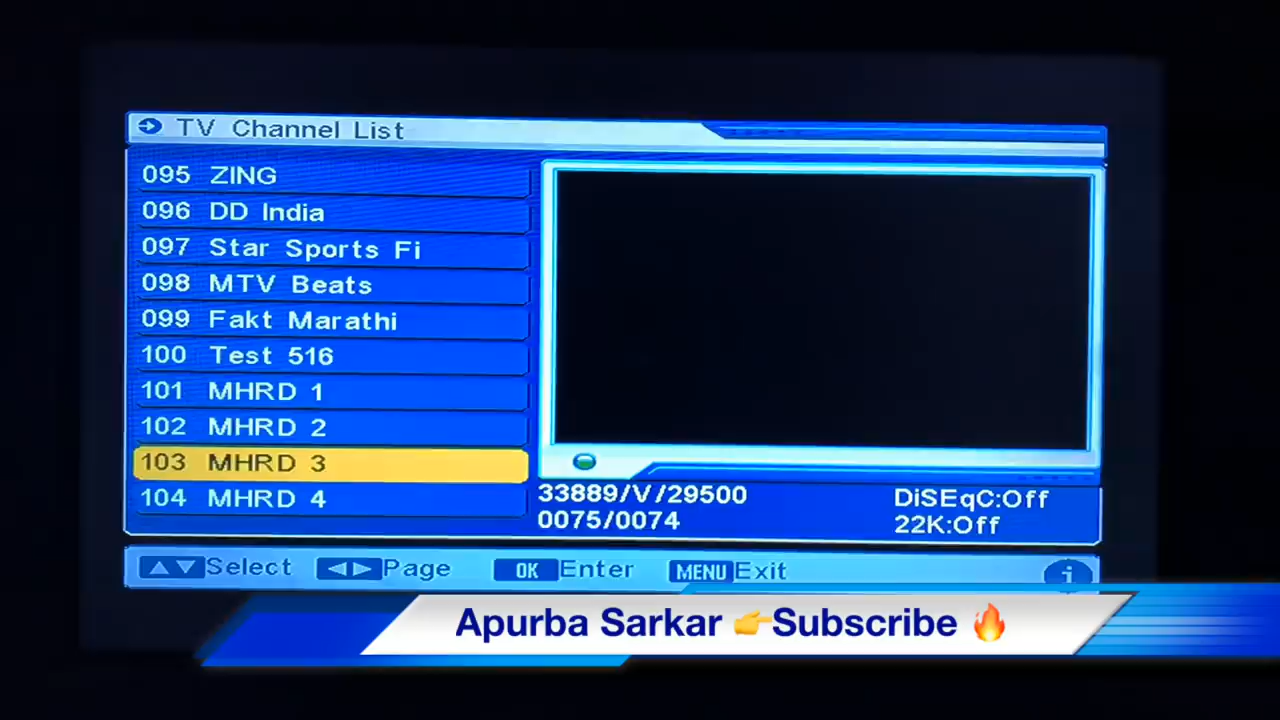 TV Channel List
095 ZING
096 DD India
097 Star Sports Fi
098 MTV Beats
099 Fakt Marathi
100 Test 516
101 MHRD 1
102 MHRD 2
103 MHRD 3
104 MHRD 4
33889/V/29500
DiSEqC:Off
0075/0074
22K:Off
▲▼Select ◀▶Page OK Enter MENU Exit i
Apurba Sarkar 👉Subscribe 🔥